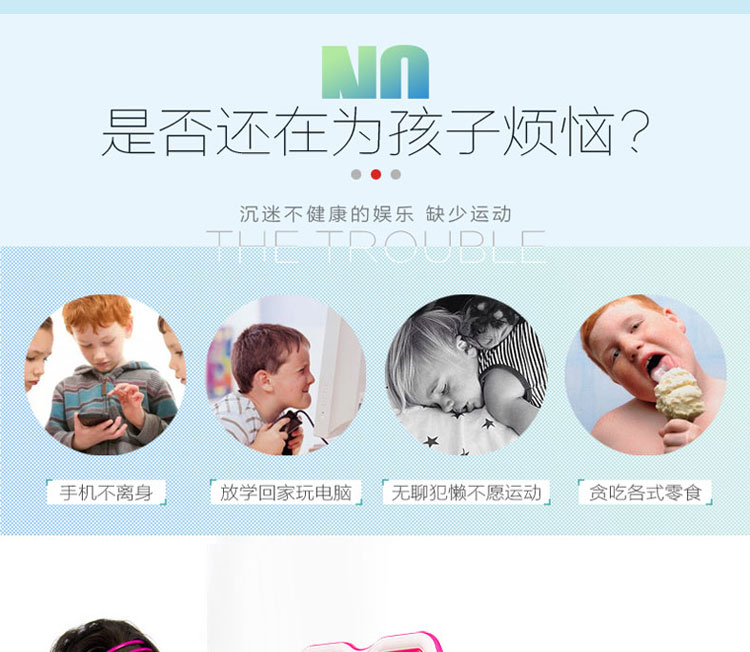 NO
是否还在为孩子烦恼?
沉迷不健康的娱乐 缺少运动
THE TROUBLE
手机不离身
放学回家玩电脑
无聊犯懒不愿运动
贪吃各式零食